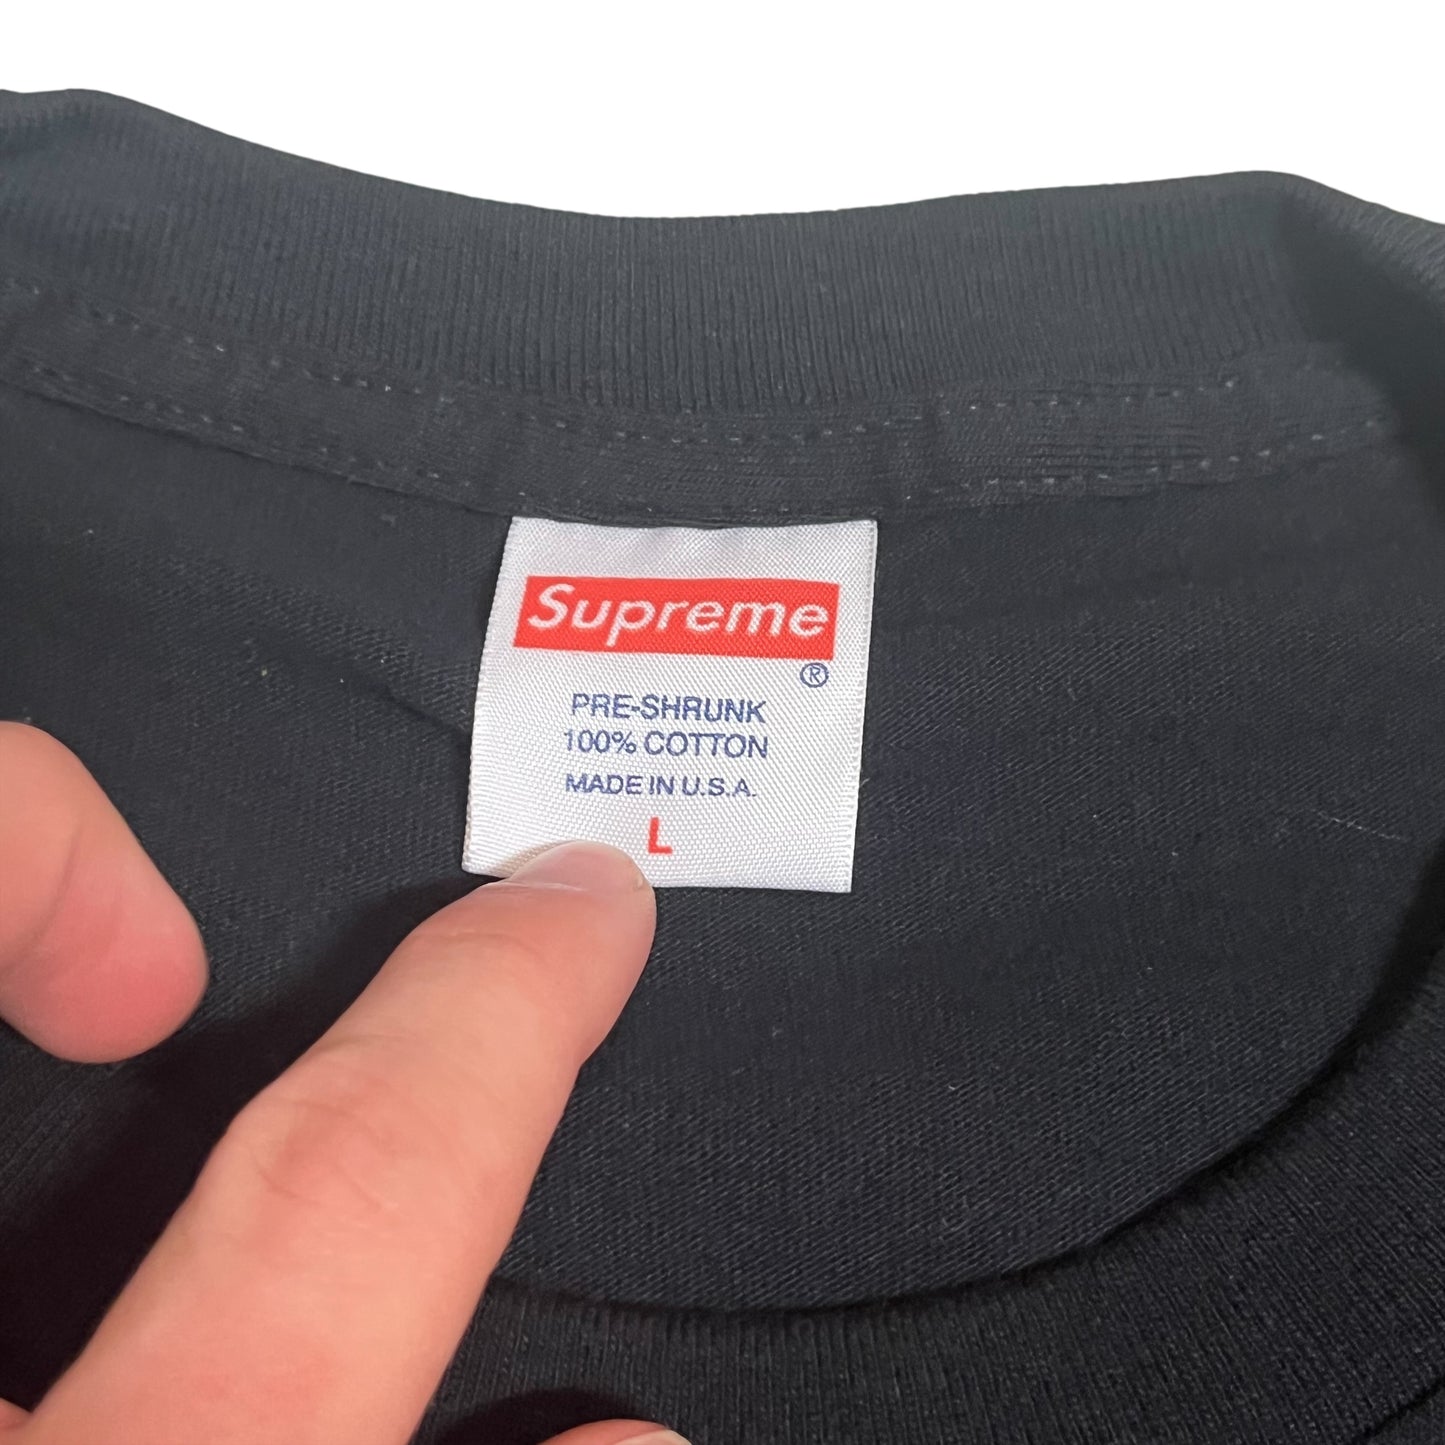 Supreme
®
PRE-SHRUNK
100% COTTON
MADE IN U.S.A.
L